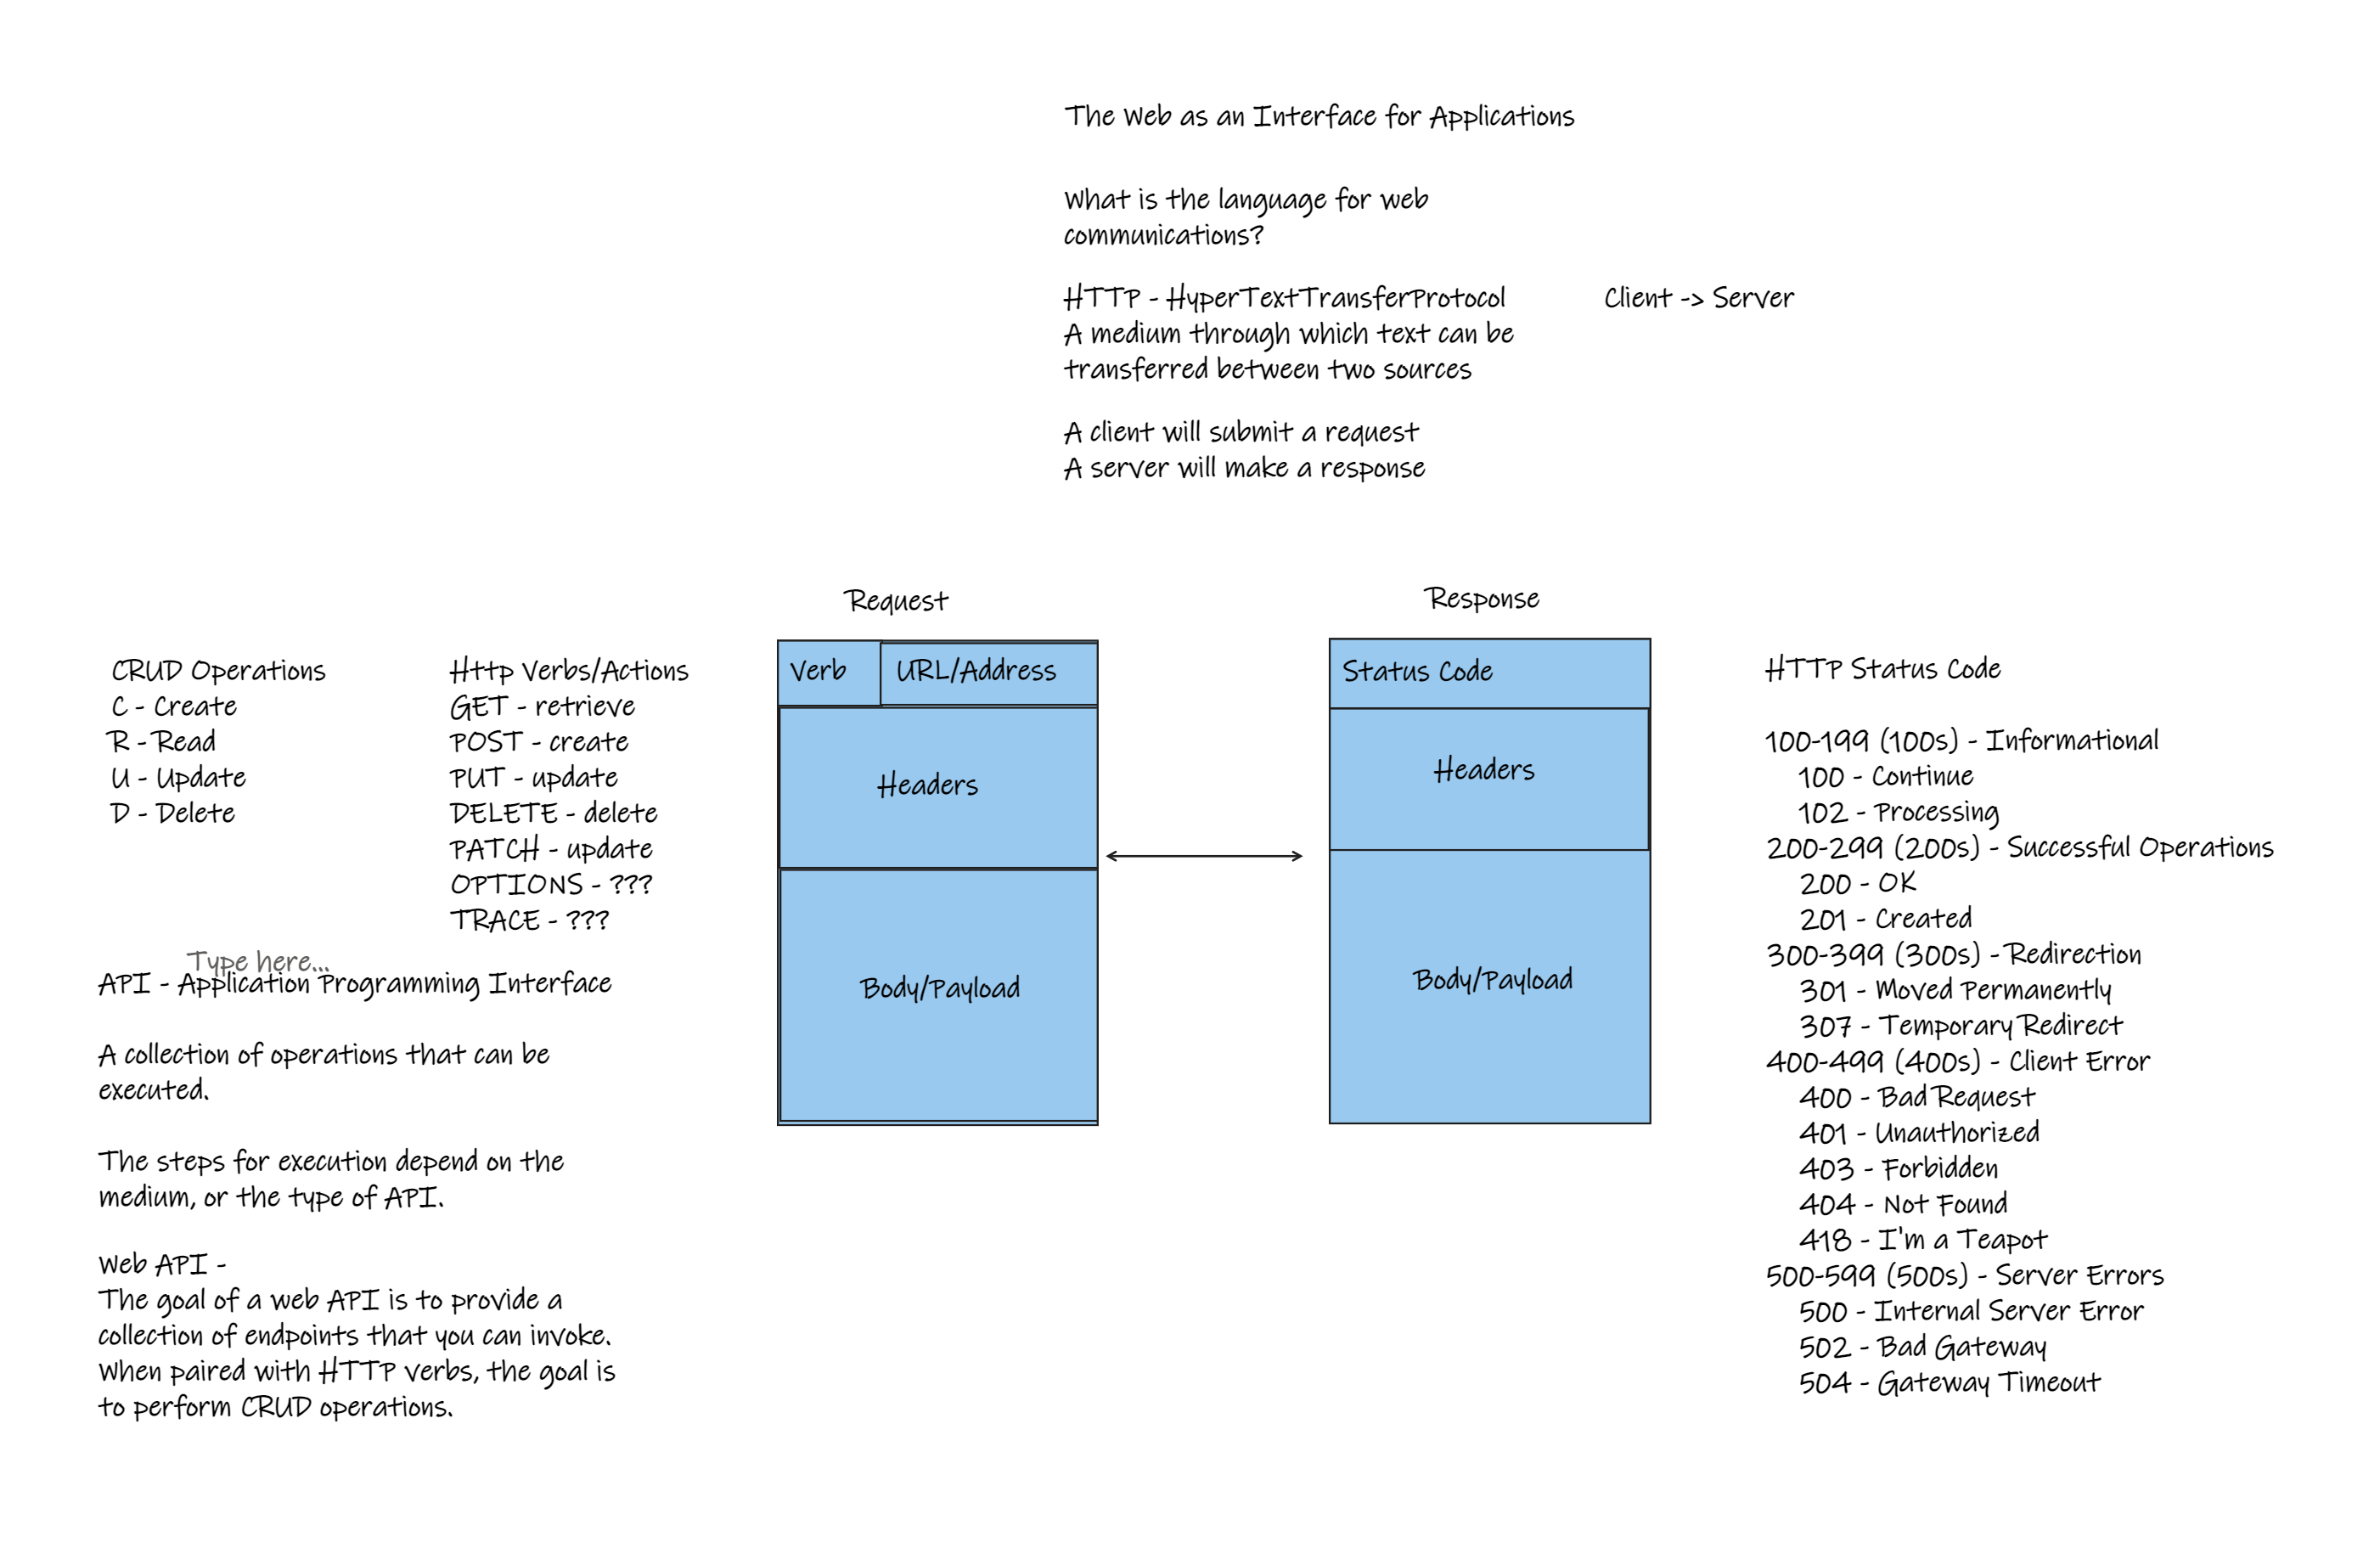 The Web as an Interface for Applications
What is the language for web
communications?
HTTP - HyperTextTransferProtocol
Client -> Server
A medium through which text can be
transferred between two sources
A client will submit a request
A server will make a response
CRUD Operations
C - Create
R - Read
U - Update
D - Delete
Http Verbs/Actions
GET - retrieve
POST - create
PUT - update
DELETE - delete
PATCH - update
OPTIONS - ???
TRACE - ???
Type here...
API - Application Programming Interface
A collection of operations that can be
executed.
The steps for execution depend on the
medium, or the type of API.
Web API -
The goal of a web API is to provide a
collection of endpoints that you can invoke.
When paired with HTTP verbs, the goal is
to perform CRUD operations.
Request
Verb
URL/Address
Headers
Body/Payload
Response
Status Code
Headers
Body/Payload
HTTP Status Code
100-199 (100s) - Informational
100 - Continue
102 - Processing
200-299 (200s) - Successful Operations
200 - OK
201 - Created
300-399 (300s) - Redirection
301 - Moved Permanently
307 - Temporary Redirect
400-499 (400s) - Client Error
400 - Bad Request
401 - Unauthorized
403 - Forbidden
404 - Not Found
418 - I'm a Teapot
500-599 (500s) - Server Errors
500 - Internal Server Error
502 - Bad Gateway
504 - Gateway Timeout